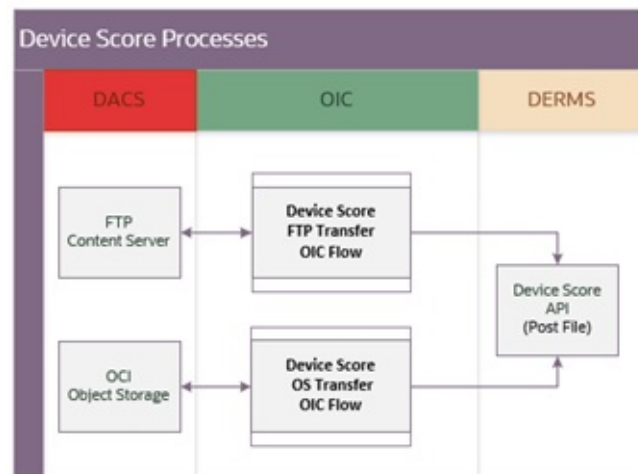 Device Score Processes
DACS
OIC
DERMS
FTP
Content Server
Device Score
FTP Transfer
OIC Flow
Device Score
API
(Post File)
OCI
Object Storage
Device Score
OS Transfer
OIC Flow